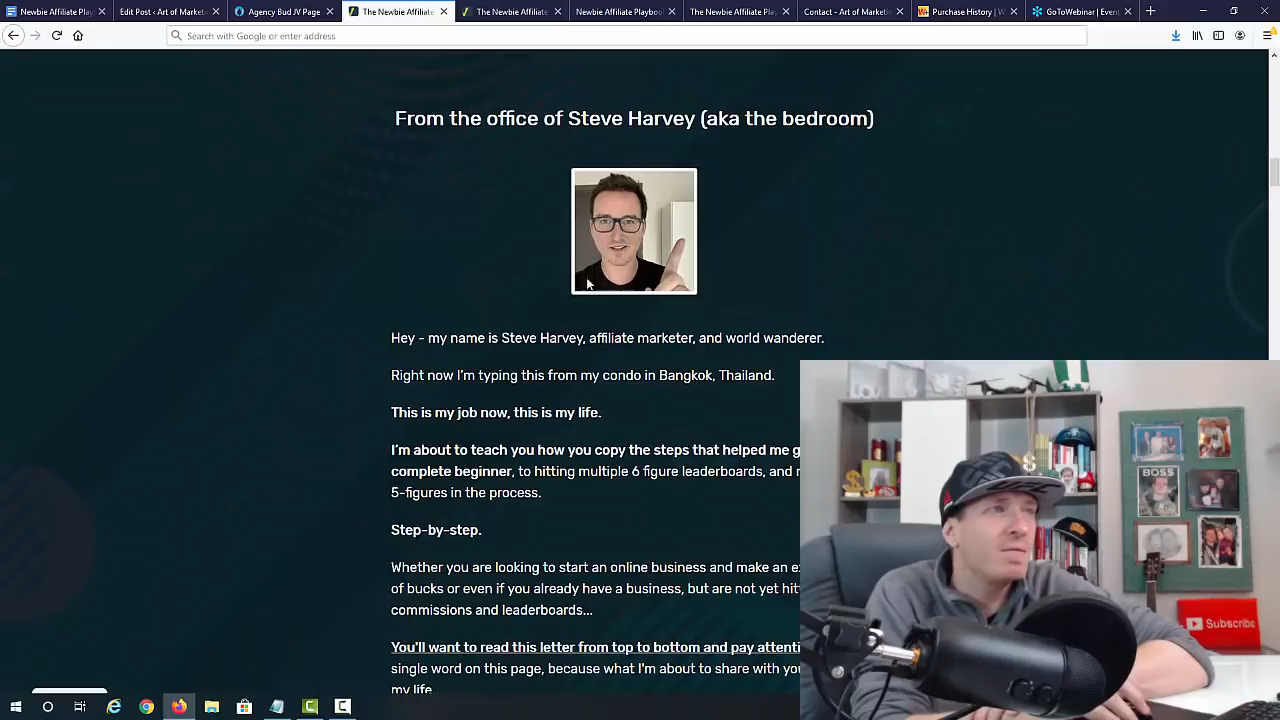 Newbie Affiliate Play
Edit Post ‹ Art of Marketi
Agency Bud JV Page
The Newbie Affiliate
The Newbie Affiliate
Newbie Affiliate Playbook
The Newbie Affiliate Play
Contact - Art of Marketin
Purchase History | W
GoToWebinar | Event
Search with Google or enter address
From the office of Steve Harvey (aka the bedroom)
Hey - my name is Steve Harvey, affiliate marketer, and world wanderer.
Right now I'm typing this from my condo in Bangkok, Thailand.
This is my job now, this is my life.
I'm about to teach you how you copy the steps that helped me g
complete beginner, to hitting multiple 6 figure leaderboards, and
5-figures in the process.
Step-by-step.
Whether you are looking to start an online business and make an
of bucks or even if you already have a business, but are not yet
commissions and leaderboards...
You'll want to read this letter from top to bottom and pay
single word on this page, because what I'm about to share with
my life
BOSS
Subscribe